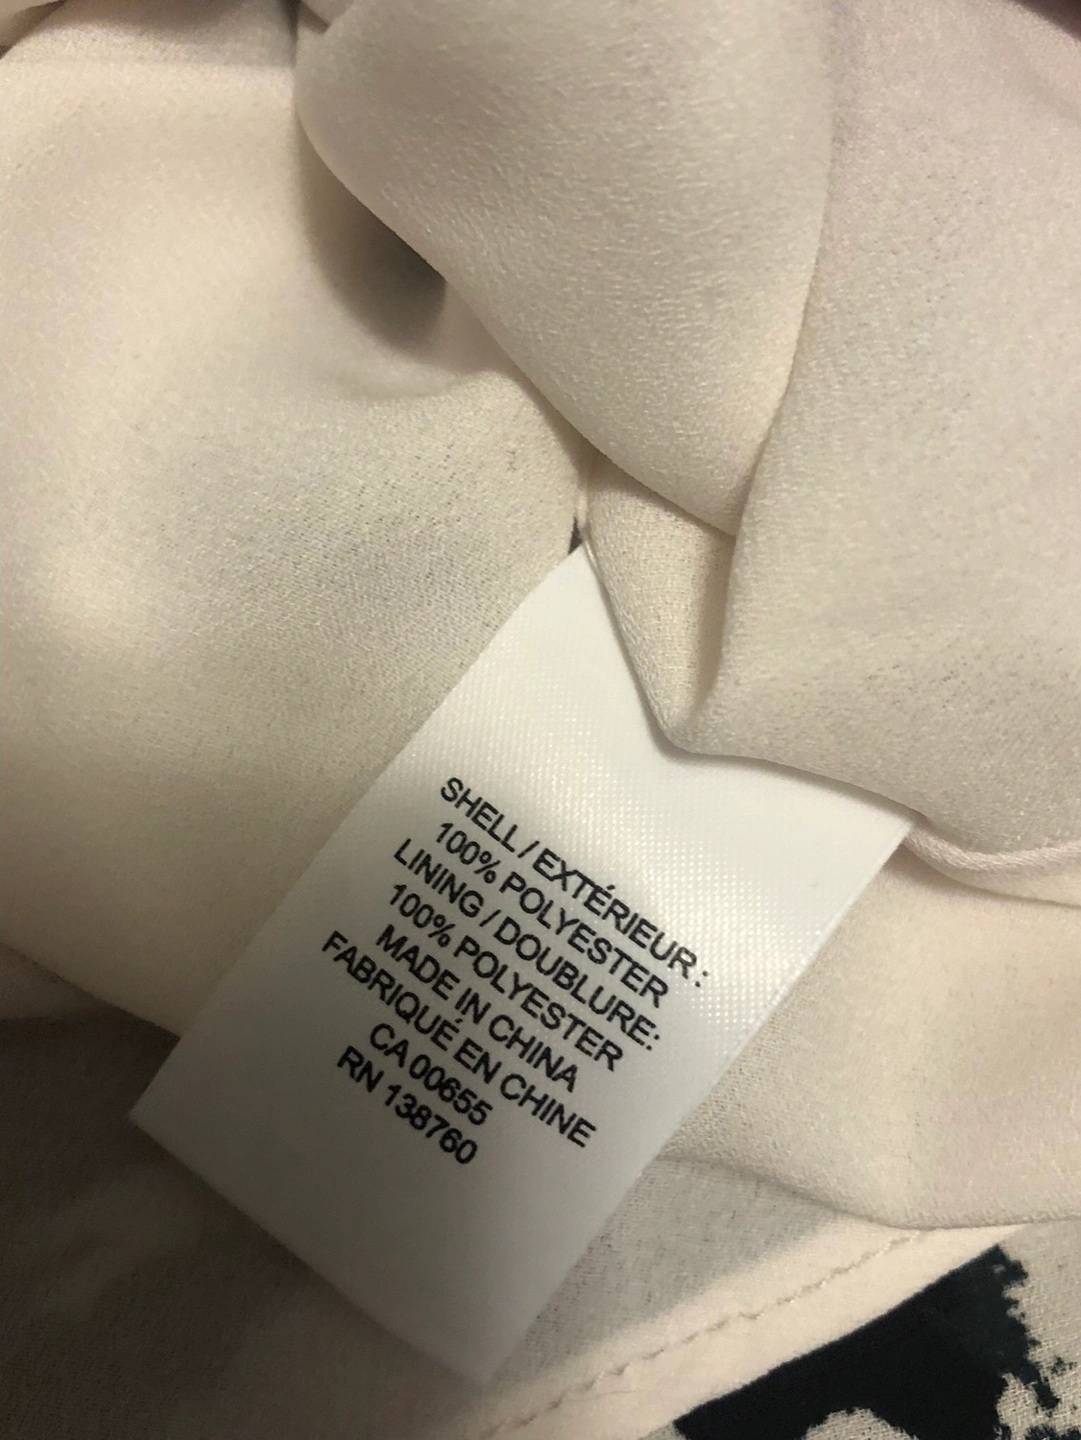 SHELL / EXTÉRIEUR :
100% POLYESTER
LINING / DOUBLURE:
100% POLYESTER
MADE IN CHINA
FABRIQUÉ EN CHINE
CA 00655
RN 138760